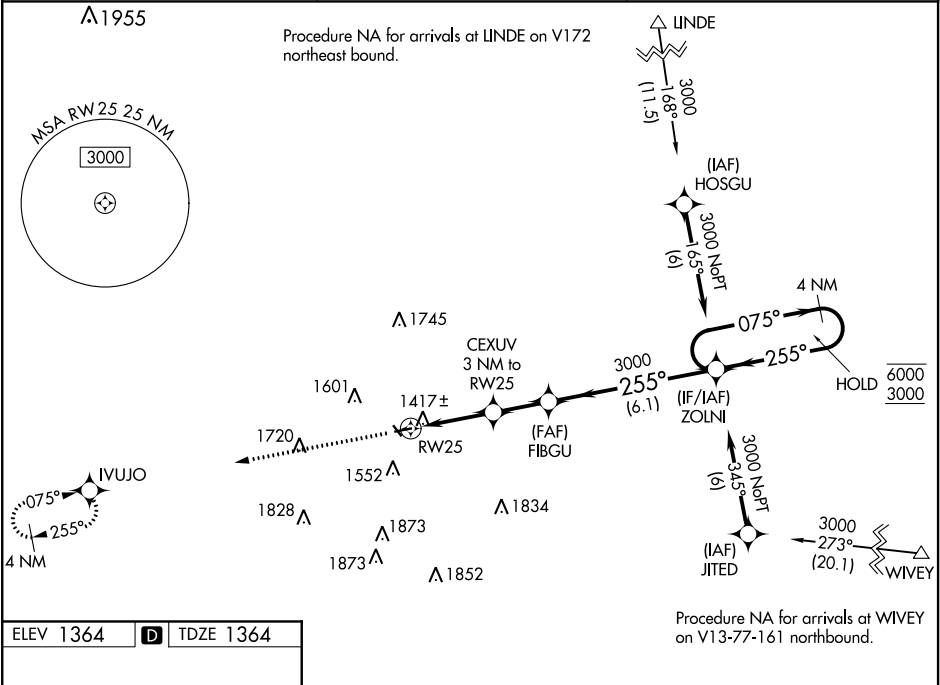 1955
Procedure NA for arrivals at LINDE on V172
northeast bound.
LINDE
3000
168°
(11.5)
MSA RW25 25 NM
3000
(IAF)
HOSGU
3000 NoPT
165°
(6)
4 NM
075°
255°
HOLD
6000
3000
1745
CEXUV
3 NM to
RW25
3000
255°
(6.1)
(IF/IAF)
ZOLNI
1601
1417±
(FAF)
FIBGU
RW25
1720
1552
IVUJO
075°
255°
4 NM
1828
1834
1873
1873
1852
3000 NoPT
345°
(6)
(IAF)
JITED
3000
273°
(20.1)
WIVEY
Procedure NA for arrivals at WIVEY
on V13-77-161 northbound.
ELEV 1364 D TDZE 1364